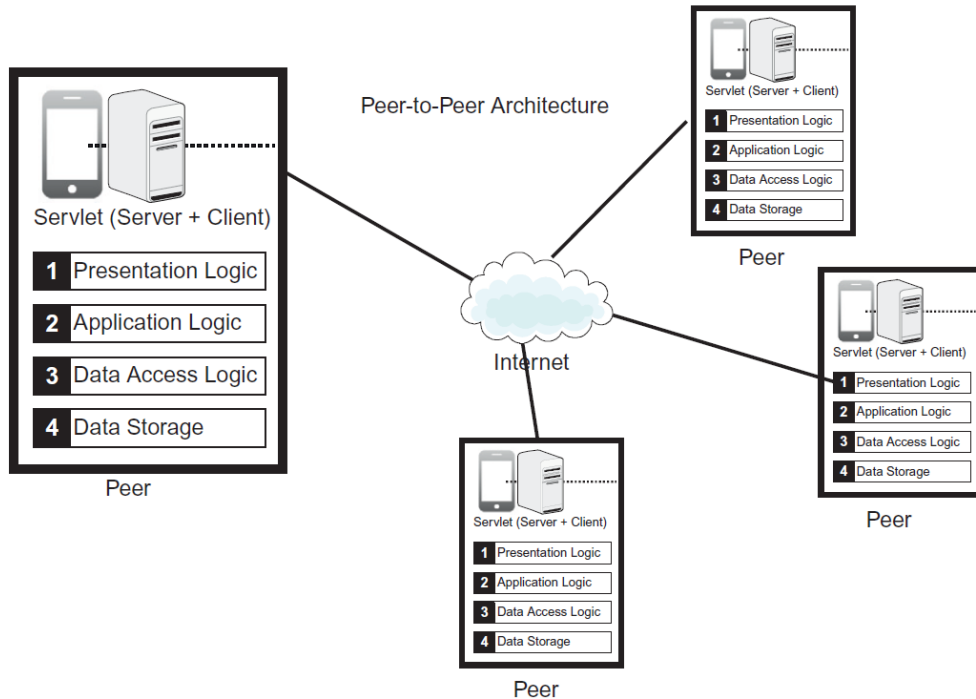 Peer-to-Peer Architecture
Servlet (Server + Client)
1 Presentation Logic
2 Application Logic
3 Data Access Logic
4 Data Storage
Peer
Servlet (Server + Client)
1 Presentation Logic
2 Application Logic
3 Data Access Logic
4 Data Storage
Peer
Internet
Servlet (Server + Client)
1 Presentation Logic
2 Application Logic
3 Data Access Logic
4 Data Storage
Peer
Servlet (Server + Client)
1 Presentation Logic
2 Application Logic
3 Data Access Logic
4 Data Storage
Peer